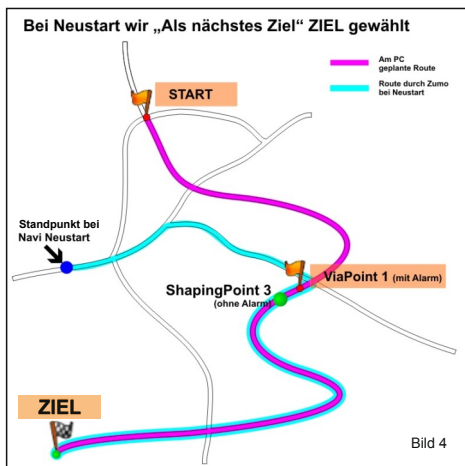 Bei Neustart wir „Als nächstes Ziel“ ZIEL gewählt
Am PC
geplante Route
Route durch Zumo
bei Neustart
START
Standpunkt bei
Navi Neustart
ViaPoint 1 (mit Alarm)
ShapingPoint 3
(ohne Alarm)
ZIEL
Bild 4